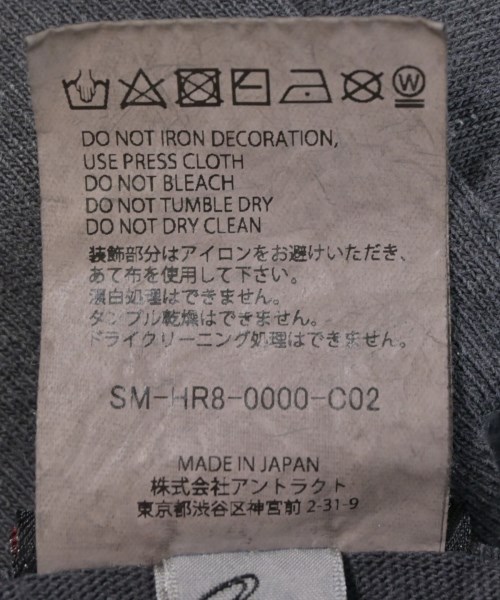 W
DO NOT IRON DECORATION,
USE PRESS CLOTH
DO NOT BLEACH
DO NOT TUMBLE DRY
DO NOT DRY CLEAN
装飾部分はアイロンをお避けいただき、
あて布を使用して下さい。
漂白処理はできません。
タンブル乾燥はできません。
ドライクリーニング処理はできません。
SM-HR8-0000-C02
MADE IN JAPAN
株式会社アントラクト
東京都渋谷区神宮前 2-31-9